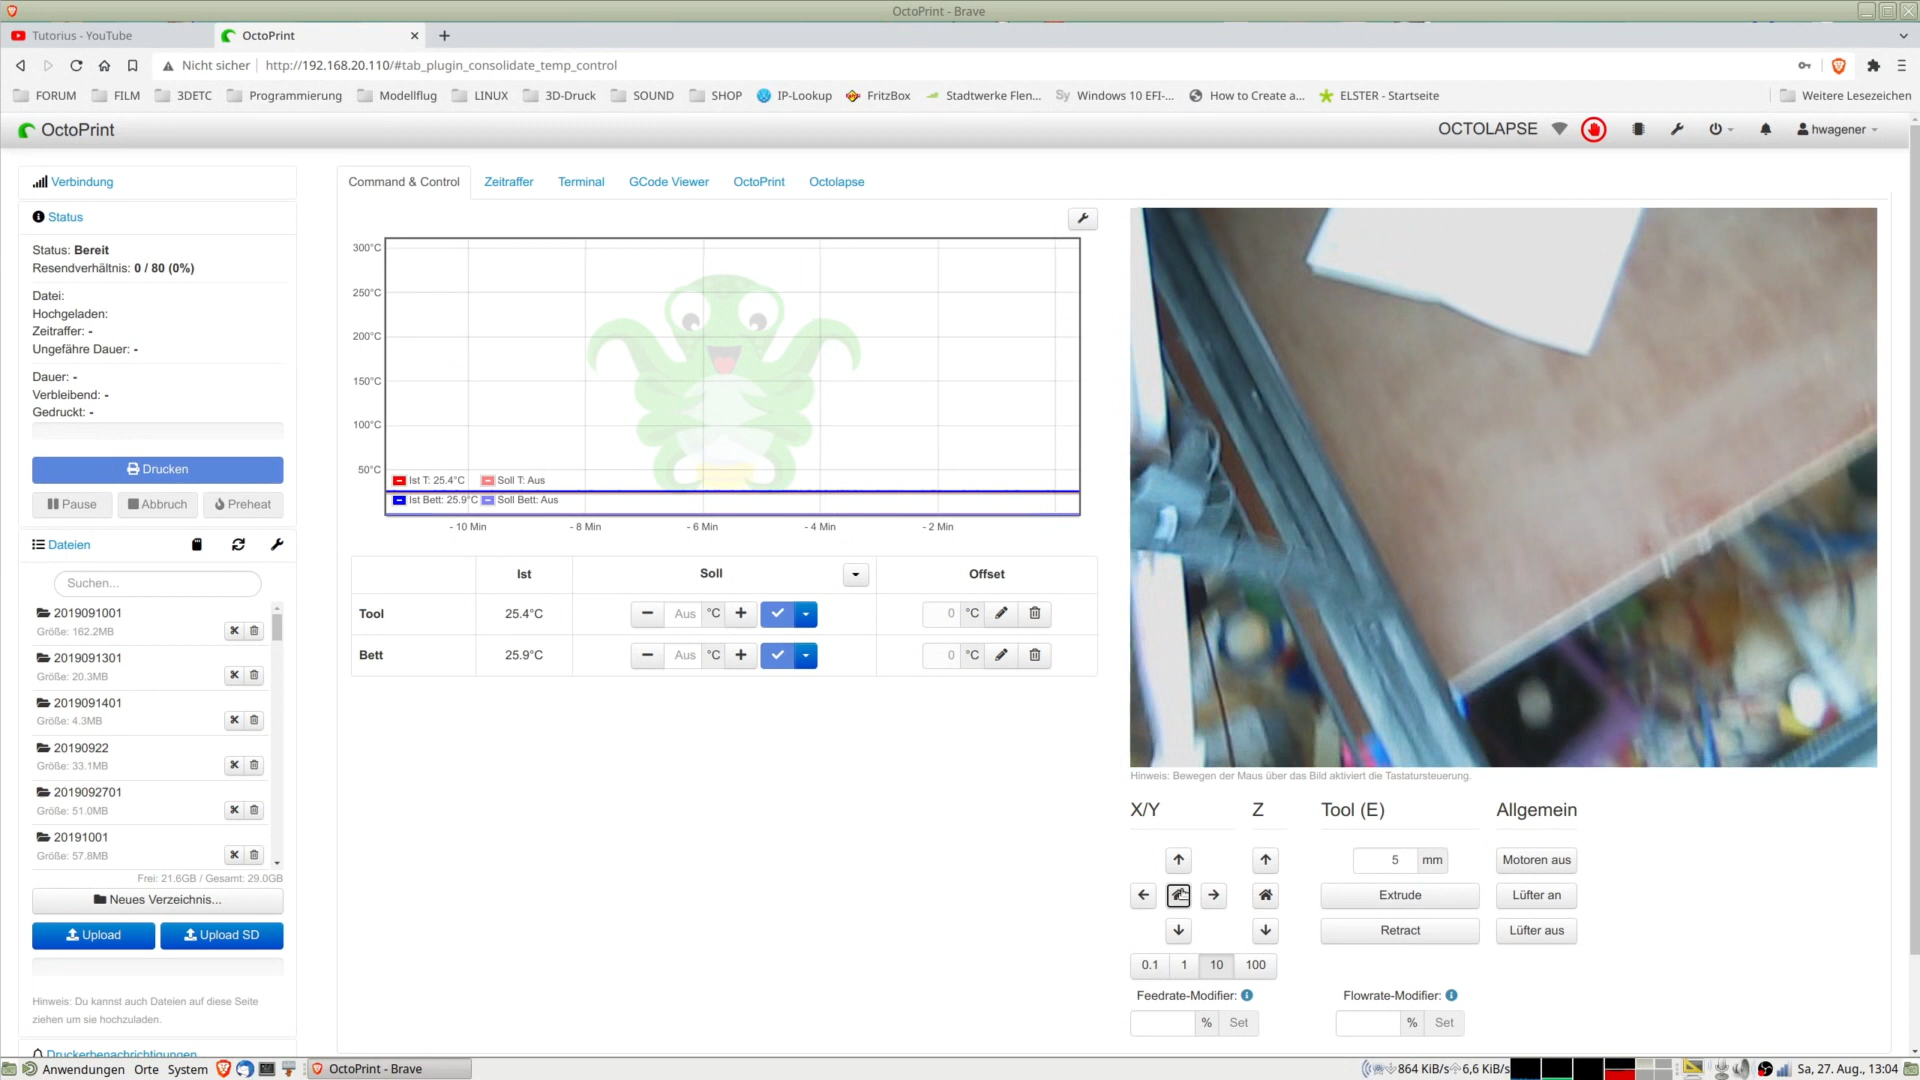 OctoPrint - Brave
Tutorius - YouTube
OctoPrint
Nicht sicher
http://192.168.20.110/#tab_plugin_consolidate_temp_control
FORUM
FILM
3DETC
Programmierung
Modellflug
LINUX
3D-Druck
SOUND
SHOP
IP-Lookup
FritzBox
Stadtwerke Flen...
Sy Windows 10 EFI-...
How to Create a...
ELSTER - Startseite
Weitere Lesezeichen
OctoPrint
OCTOLAPSE
hwagener
Verbindung
Status
Status: Bereit
Resendverhältnis: 0 / 80 (0%)
Datei:
Hochgeladen:
Zeitraffer: -
Ungefähre Dauer: -
Dauer: -
Verbleibend: -
Gedruckt: -
Drucken
Pause
Abbruch
Preheat
Dateien
Suchen...
2019091001
Größe: 162.2MB
2019091301
Größe: 20.3MB
2019091401
Größe: 4.3MB
20190922
Größe: 33.1MB
2019092701
Größe: 51.0MB
20191001
Größe: 57.8MB
Frei: 21.6GB / Gesamt: 29.0GB
Neues Verzeichnis...
Upload
Upload SD
Hinweis: Du kannst auch Dateien auf diese Seite
ziehen um sie hochzuladen.
Druckerbenachrichtigungen
Command & Control
Zeitraffer
Terminal
GCode Viewer
OctoPrint
Octolapse
300°C
250°C
200°C
150°C
100°C
50°C
Ist T: 25.4°C
Soll T: Aus
Ist Bett: 25.9°C
Soll Bett: Aus
- 10 Min
- 8 Min
- 6 Min
- 4 Min
- 2 Min
Ist
Soll
Offset
Tool
25.4°C
Aus °C
0 °C
Bett
25.9°C
Aus °C
0 °C
Hinweis: Bewegen der Maus über das Bild aktiviert die Tastatursteuerung.
X/Y
Z
Tool (E)
Allgemein
5 mm
Motoren aus
Extrude
Lüfter an
Retract
Lüfter aus
0.1
1
10
100
Feedrate-Modifier:
Flowrate-Modifier:
% Set
% Set
Anwendungen
Orte
System
OctoPrint - Brave
864 KiB/s
6,6 KiB/s
Sa, 27. Aug., 13:04